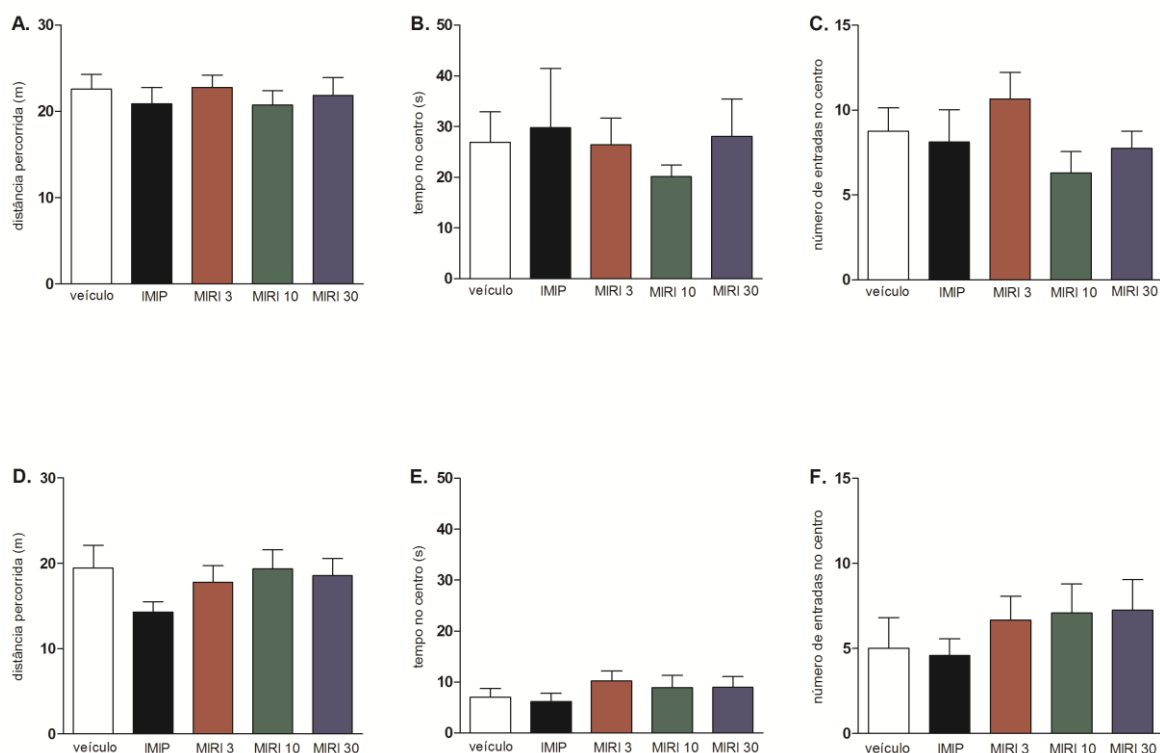 A.
distância percorrida (m)
30
20
10
0
veículo IMIP MIRI 3 MIRI 10 MIRI 30
B.
tempo no centro (s)
50
40
30
20
10
0
veículo IMIP MIRI 3 MIRI 10 MIRI 30
C.
número de entradas no centro
15
10
5
0
veículo IMIP MIRI 3 MIRI 10 MIRI 30
D.
distância percorrida (m)
30
20
10
0
veículo IMIP MIRI 3 MIRI 10 MIRI 30
E.
tempo no centro (s)
50
40
30
20
10
0
veículo IMIP MIRI 3 MIRI 10 MIRI 30
F.
número de entradas no centro
15
10
5
0
veículo IMIP MIRI 3 MIRI 10 MIRI 30